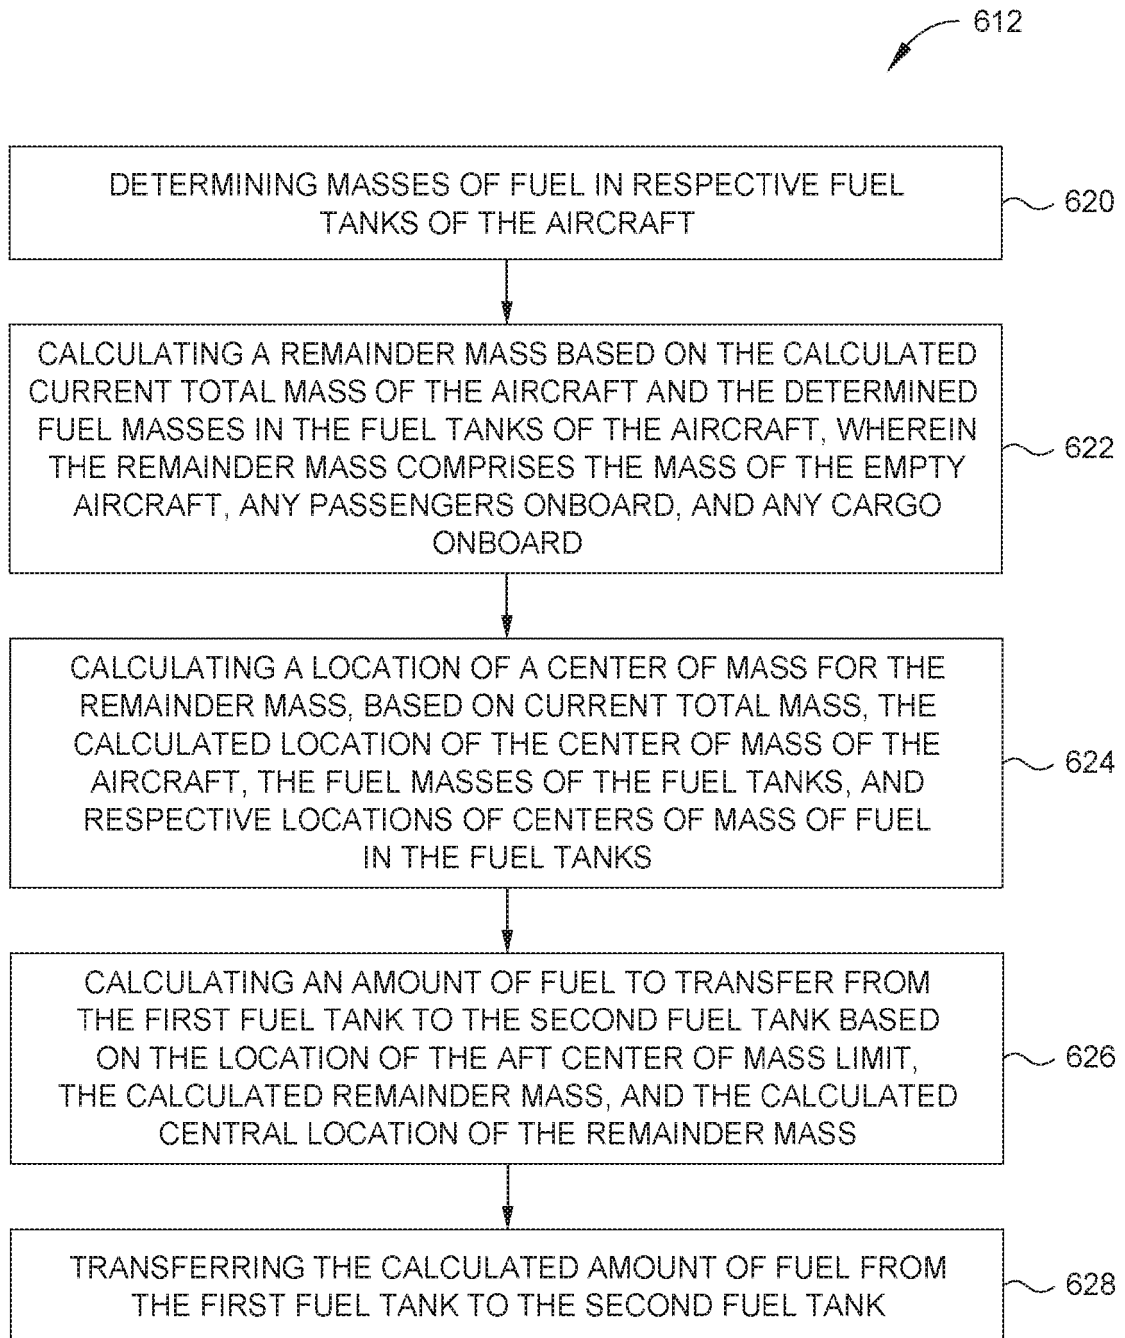 612
DETERMINING MASSES OF FUEL IN RESPECTIVE FUEL
TANKS OF THE AIRCRAFT
620
CALCULATING A REMAINDER MASS BASED ON THE CALCULATED
CURRENT TOTAL MASS OF THE AIRCRAFT AND THE DETERMINED
FUEL MASSES IN THE FUEL TANKS OF THE AIRCRAFT, WHEREIN
THE REMAINDER MASS COMPRISES THE MASS OF THE EMPTY
AIRCRAFT, ANY PASSENGERS ONBOARD, AND ANY CARGO
ONBOARD
622
CALCULATING A LOCATION OF A CENTER OF MASS FOR THE
REMAINDER MASS, BASED ON CURRENT TOTAL MASS, THE
CALCULATED LOCATION OF THE CENTER OF MASS OF THE
AIRCRAFT, THE FUEL MASSES OF THE FUEL TANKS, AND
RESPECTIVE LOCATIONS OF CENTERS OF MASS OF FUEL
IN THE FUEL TANKS
624
CALCULATING AN AMOUNT OF FUEL TO TRANSFER FROM
THE FIRST FUEL TANK TO THE SECOND FUEL TANK BASED
ON THE LOCATION OF THE AFT CENTER OF MASS LIMIT,
THE CALCULATED REMAINDER MASS, AND THE CALCULATED
CENTRAL LOCATION OF THE REMAINDER MASS
626
TRANSFERRING THE CALCULATED AMOUNT OF FUEL FROM
THE FIRST FUEL TANK TO THE SECOND FUEL TANK
628